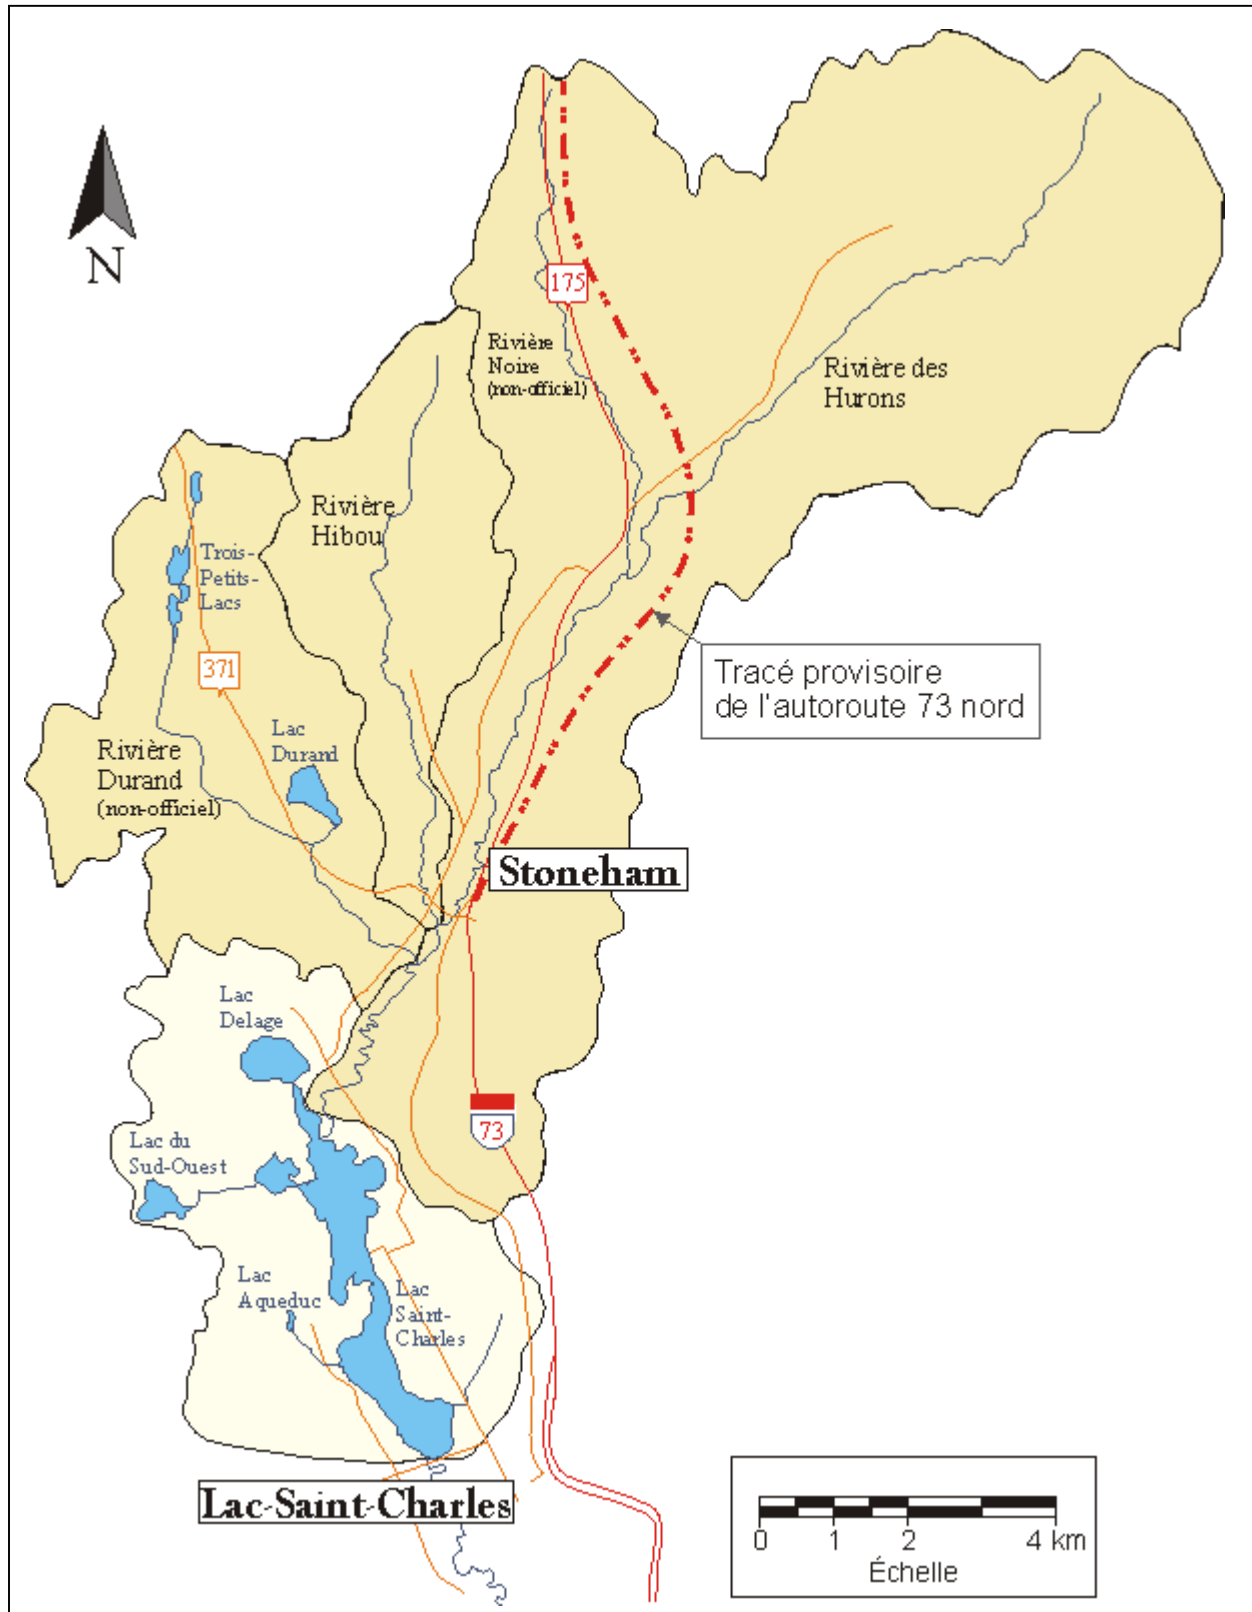 N
175
Rivière
Noire
(non-officiel)
Rivière des
Hurons
Rivière
Hibou
Trois-
Petits-
Lacs
371
Tracé provisoire
de l'autoroute 73 nord
Lac
Durand
Rivière
Durand
(non-officiel)
Stoneham
Lac
Delage
73
Lac du
Sud-Ouest
Lac
Aqueduc
Lac
Saint-
Charles
Lac-Saint-Charles
0 1 2 4 km
Échelle